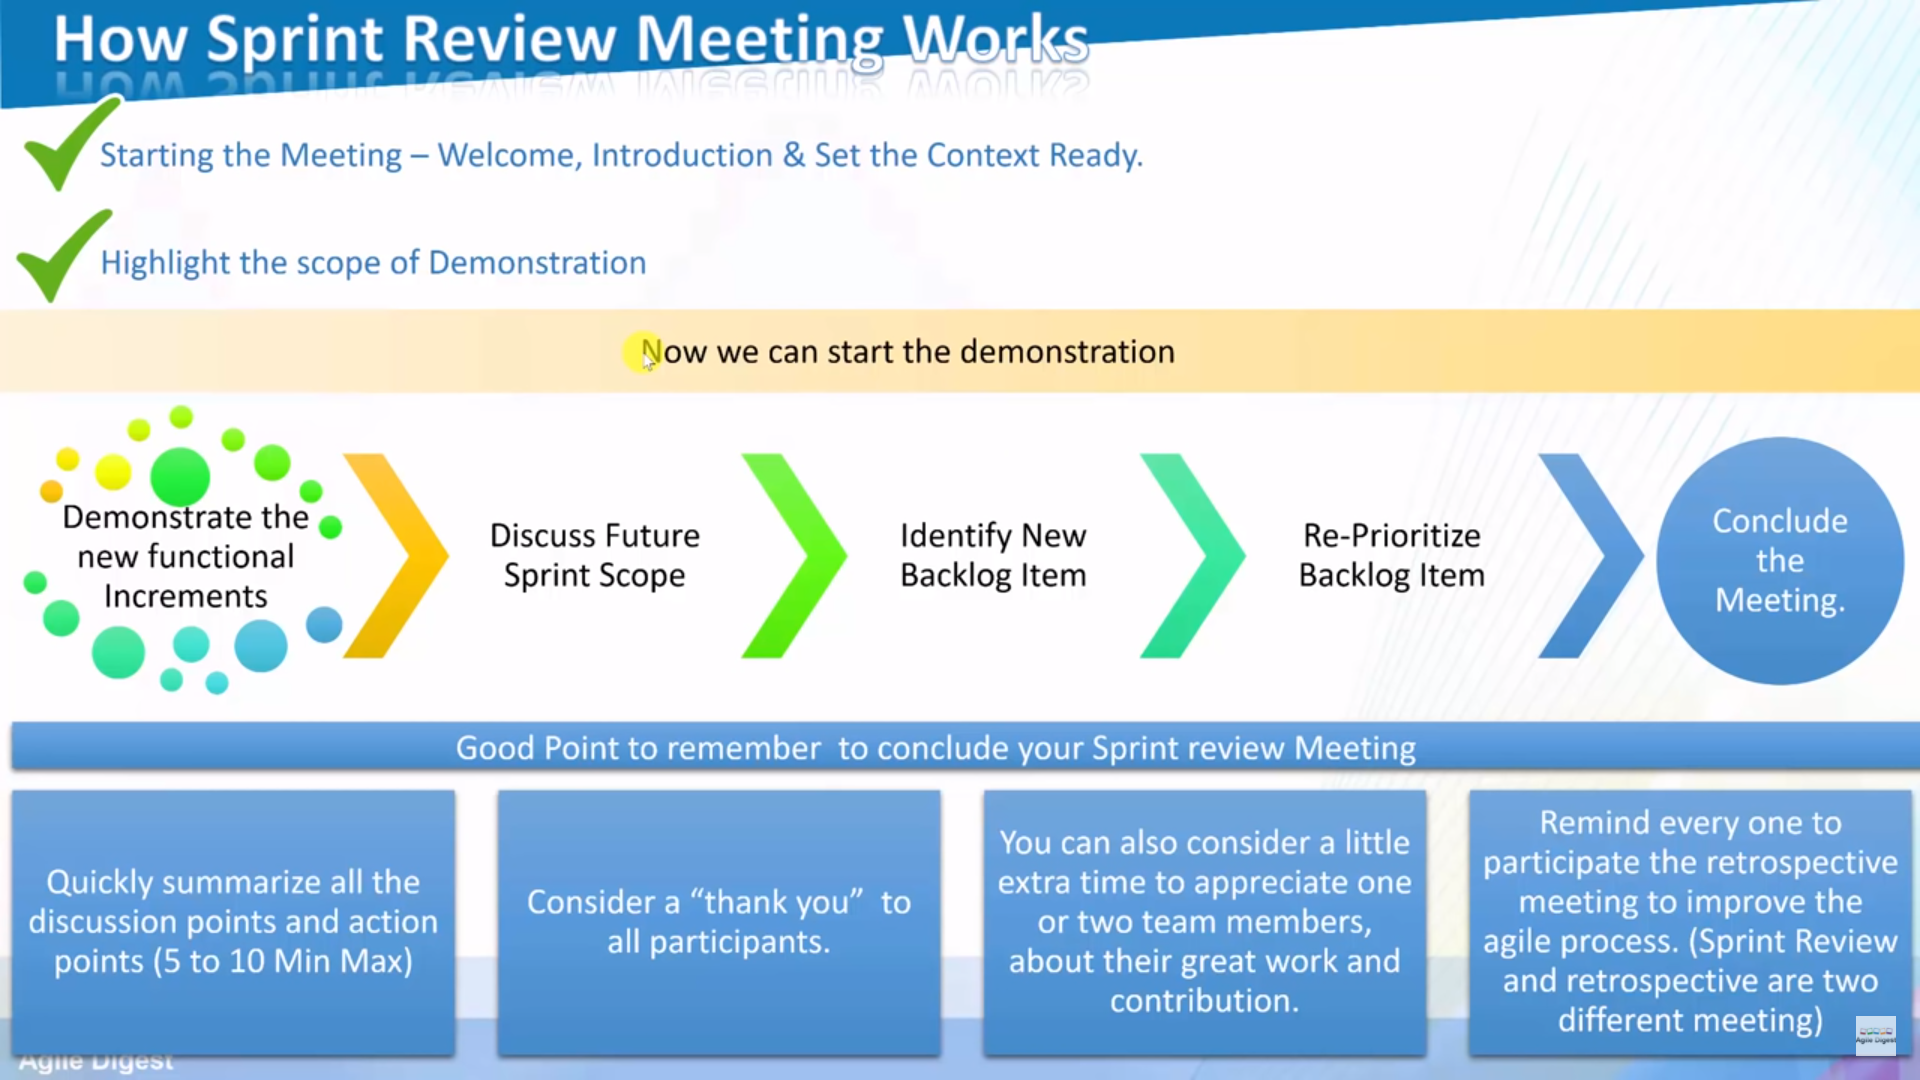 How Sprint Review Meeting Works
Starting the Meeting – Welcome, Introduction & Set the Context Ready.
Highlight the scope of Demonstration
Now we can start the demonstration
Demonstrate the
new functional
Increments
Discuss Future
Sprint Scope
Identify New
Backlog Item
Re-Prioritize
Backlog Item
Conclude
the
Meeting.
Good Point to remember  to conclude your Sprint review Meeting
Quickly summarize all the
discussion points and action
points (5 to 10 Min Max)
Consider a “thank you”  to
all participants.
You can also consider a little
extra time to appreciate one
or two team members,
about their great work and
contribution.
Remind every one to
participate the retrospective
meeting to improve the
agile process. (Sprint Review
and retrospective are two
different meeting)
Agile Digest
Agile Digest